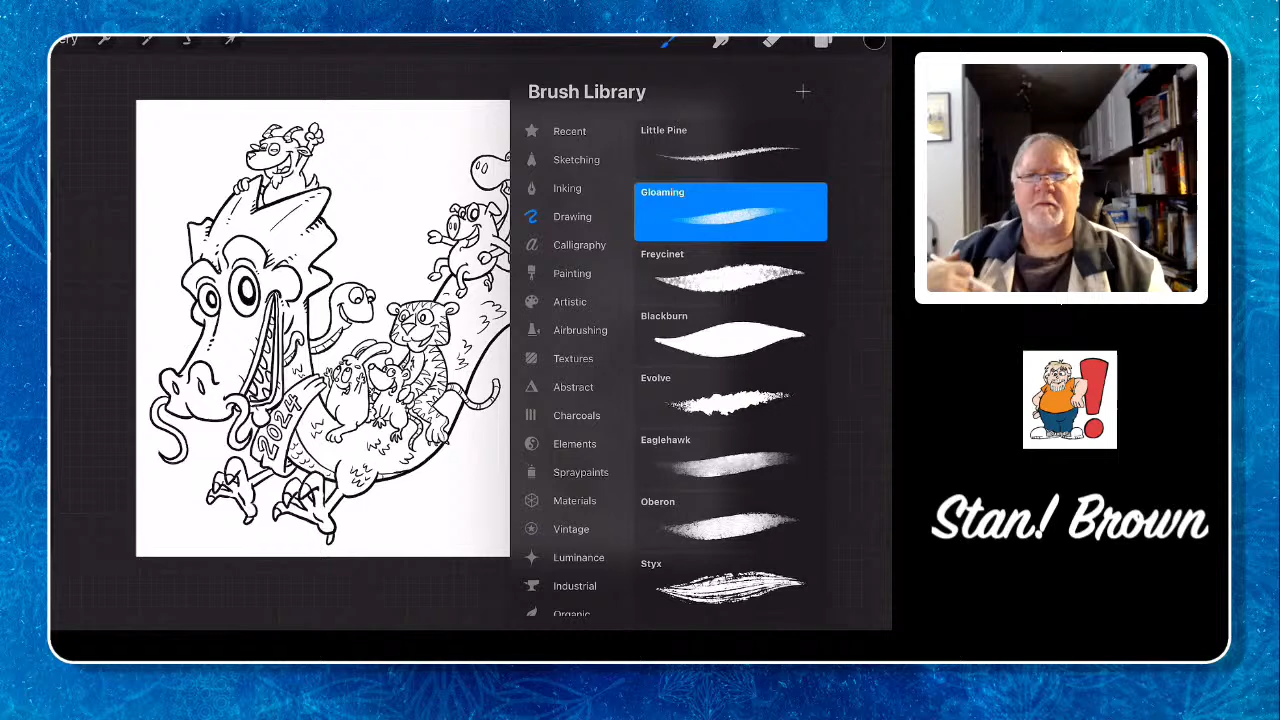 ery
Brush Library
Recent
Sketching
Inking
Drawing
Calligraphy
Painting
Artistic
Airbrushing
Textures
Abstract
Charcoals
Elements
Spraypaints
Materials
Vintage
Luminance
Industrial
Organic
Little Pine
Gloaming
Freycinet
Blackburn
Evolve
Eaglehawk
Oberon
Styx
2024
Stan! Brown